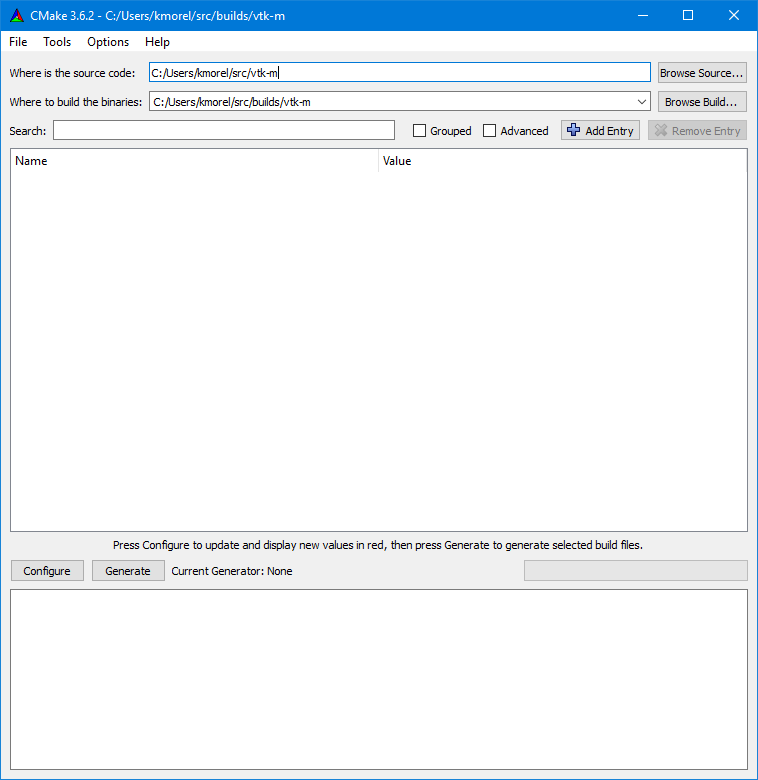 CMake 3.6.2 - C:/Users/kmorel/src/builds/vtk-m
File Tools Options Help
Where is the source code: C:/Users/kmorel/src/vtk-m Browse Source...
Where to build the binaries: C:/Users/kmorel/src/builds/vtk-m Browse Build...
Search: Grouped Advanced Add Entry Remove Entry
Name Value
Press Configure to update and display new values in red, then press Generate to generate selected build files.
Configure Generate Current Generator: None